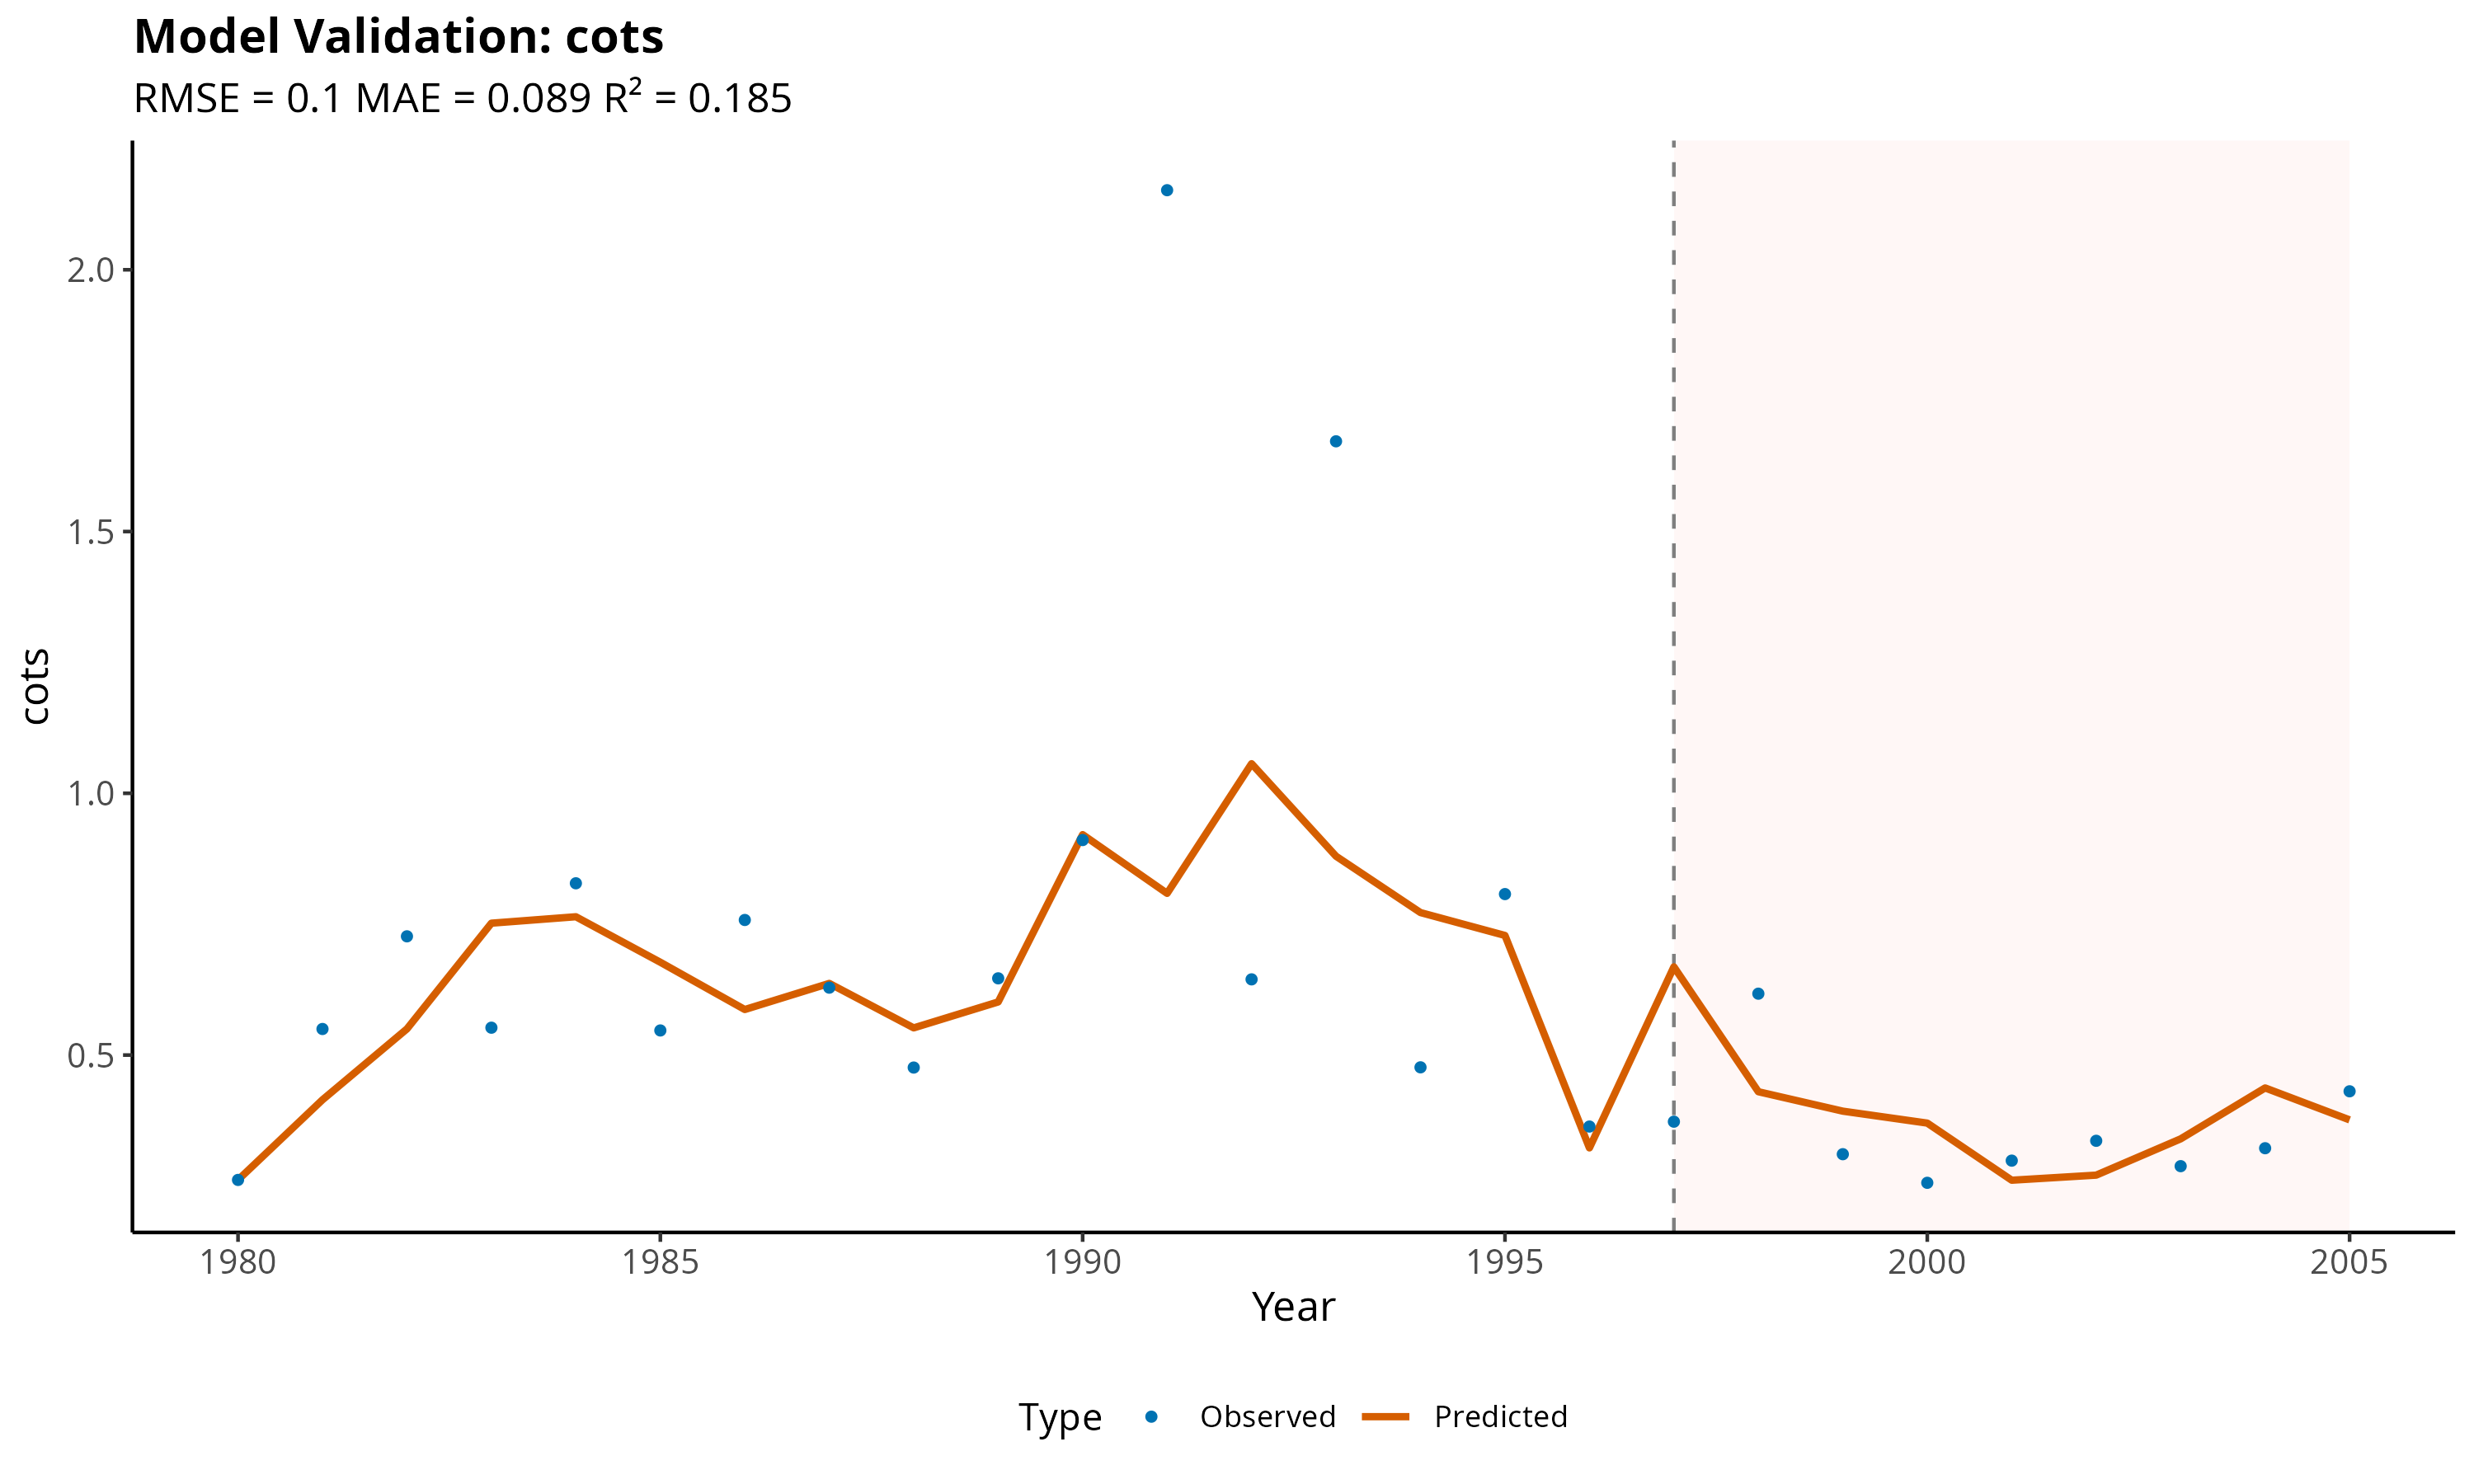 Model Validation: cots
RMSE = 0.1 MAE = 0.089 R² = 0.185
cots
2.0
1.5
1.0
0.5
1980 1985 1990 1995 2000 2005
Year
Type Observed Predicted